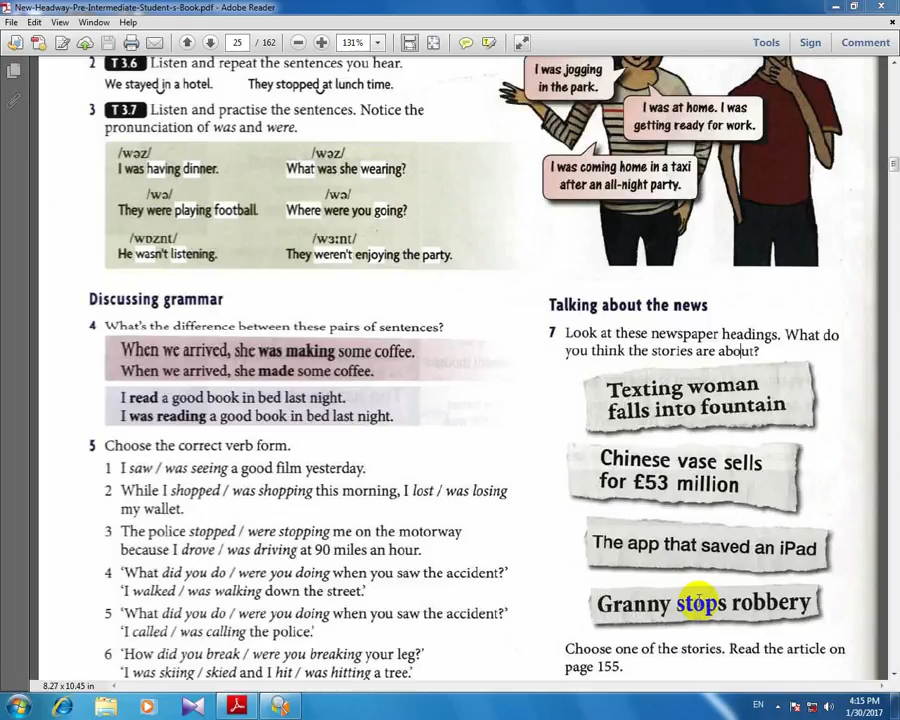 New-Headway-Pre-Intermediate-Student-s-Book.pdf - Adobe Reader
File Edit View Window Help
25 / 162 131% Tools Sign Comment
2 T 3.6 Listen and repeat the sentences you hear.
We stayed in a hotel. They stopped at lunch time.
3 T 3.7 Listen and practise the sentences. Notice the
pronunciation of was and were.
/wəz/ /wəz/
I was having dinner. What was she wearing?
/wə/ /wə/
They were playing football. Where were you going?
/wɒznt/ /wɜːnt/
He wasn't listening. They weren't enjoying the party.
I was jogging
in the park.
I was at home. I was
getting ready for work.
I was coming home in a taxi
after an all-night party.
Discussing grammar
4 What's the difference between these pairs of sentences?
When we arrived, she was making some coffee.
When we arrived, she made some coffee.
I read a good book in bed last night.
I was reading a good book in bed last night.
5 Choose the correct verb form.
1 I saw / was seeing a good film yesterday.
2 While I shopped / was shopping this morning, I lost / was losing
my wallet.
3 The police stopped / were stopping me on the motorway
because I drove / was driving at 90 miles an hour.
4 'What did you do / were you doing when you saw the accident?'
'I walked / was walking down the street.'
5 'What did you do / were you doing when you saw the accident?'
'I called / was calling the police.'
6 'How did you break / were you breaking your leg?'
'I was skiing / skied and I hit / was hitting a tree.'
Talking about the news
7 Look at these newspaper headings. What do
you think the stories are about?
Texting woman
falls into fountain
Chinese vase sells
for £53 million
The app that saved an iPad
Granny stops robbery
Choose one of the stories. Read the article on
page 155.
8.27 x 10.45 in
EN
4:15 PM
1/30/2017